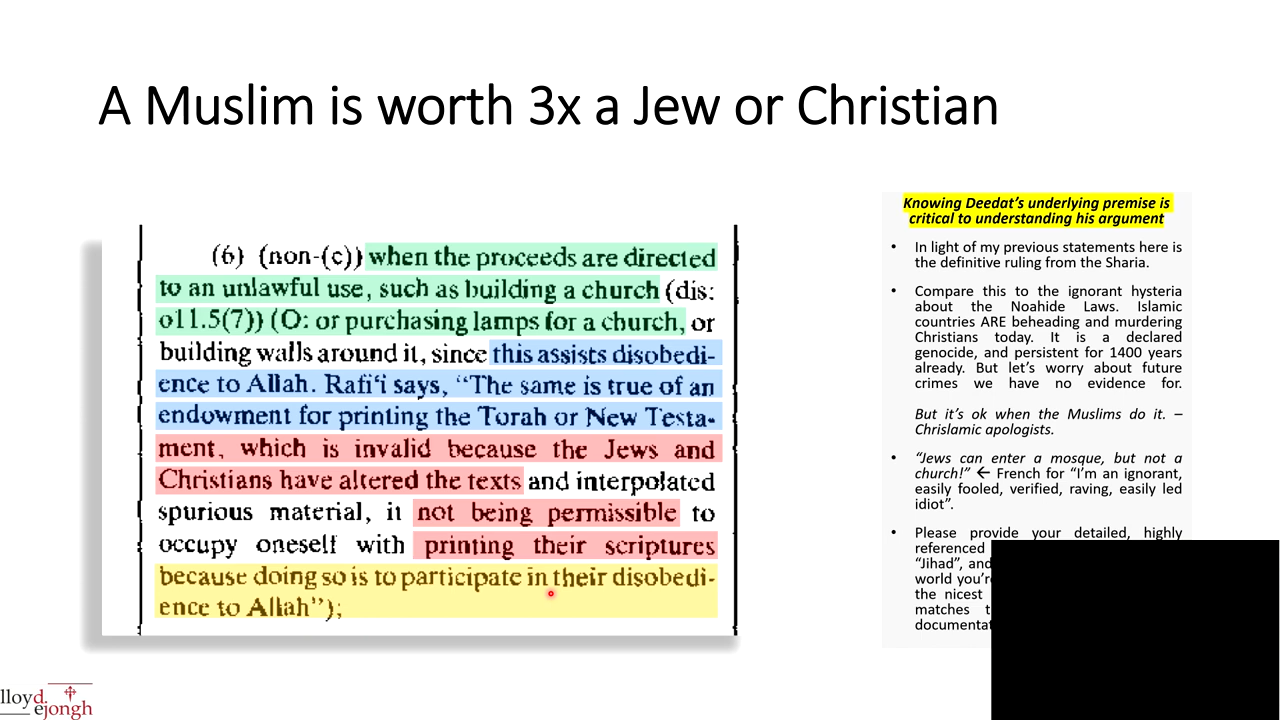 A Muslim is worth 3x a Jew or Christian
(6) (non-(c)) when the proceeds are directed
to an unlawful use, such as building a church (dis:
o11.5(7)) (O: or purchasing lamps for a church, or
building walls around it, since this assists disobedi-
ence to Allah. Rafi‘i says, “The same is true of an
endowment for printing the Torah or New Testa-
ment, which is invalid because the Jews and
Christians have altered the texts and interpolated
spurious material, it not being permissible to
occupy oneself with printing their scriptures
because doing so is to participate in their disobedi-
ence to Allah”);
Knowing Deedat’s underlying premise is
critical to understanding his argument
• In light of my previous statements here is
the definitive ruling from the Sharia.
• Compare this to the ignorant hysteria
about the Noahide Laws. Islamic
countries ARE beheading and murdering
Christians today. It is a declared
genocide, and persistent for 1400 years
already. But let’s worry about future
crimes we have no evidence for.
But it’s ok when the Muslims do it. –
Chrislamic apologists.
• “Jews can enter a mosque, but not a
church!” ← French for “I’m an ignorant,
easily fooled, verified, raving, easily led
idiot”.
• Please provide your detailed, highly
referenced
“Jihad”, and
world you’r
the nicest
matches t
documentat
lloyd
ejongh